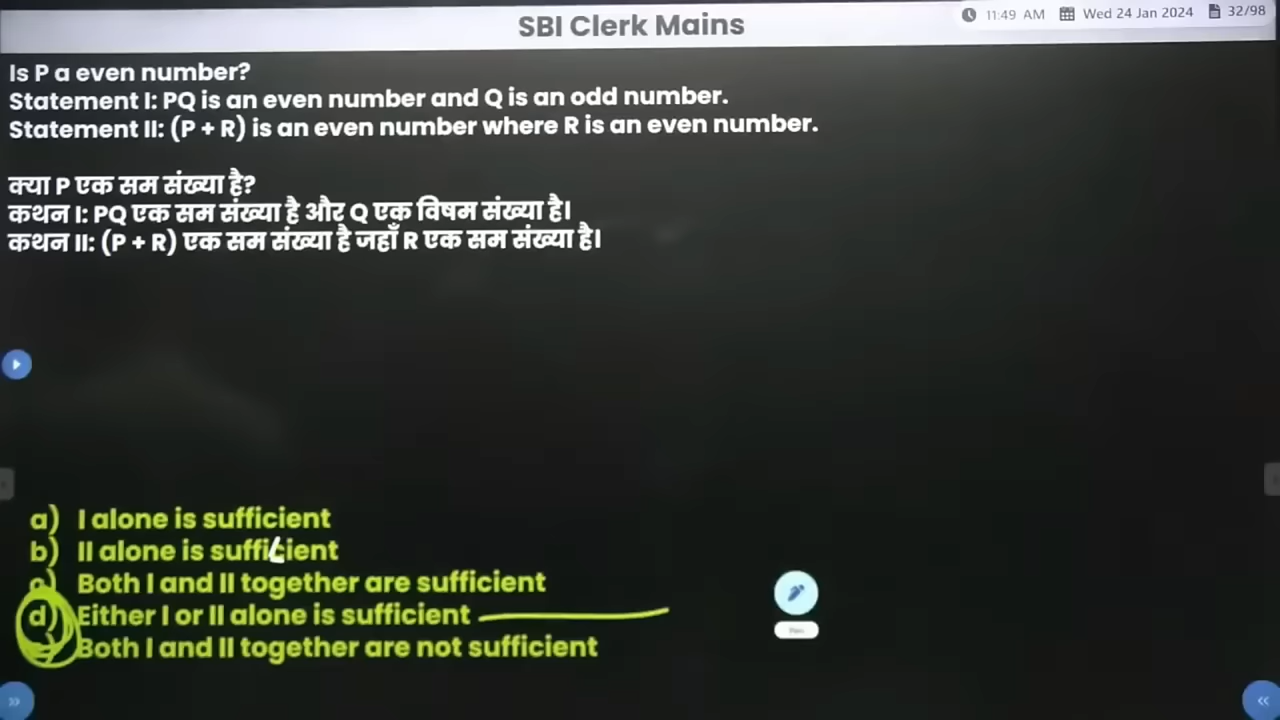 SBI Clerk Mains
11:49 AM Wed 24 Jan 2024 32/98
Is P a even number?
Statement I: PQ is an even number and Q is an odd number.
Statement II: (P + R) is an even number where R is an even number.
क्या P एक सम संख्या है?
कथन I: PQ एक सम संख्या है और Q एक विषम संख्या है।
कथन II: (P + R) एक सम संख्या है जहाँ R एक सम संख्या है।
a) I alone is sufficient
b) II alone is sufficient
c) Both I and II together are sufficient
d) Either I or II alone is sufficient
Both I and II together are not sufficient